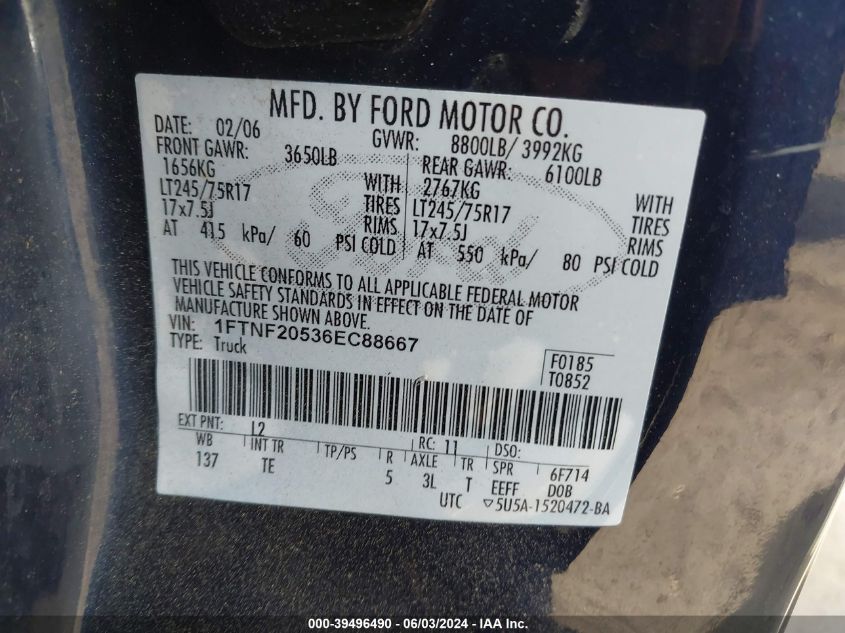 MFD. BY FORD MOTOR CO.
DATE: 02/06 GVWR: 8800LB/ 3992KG
FRONT GAWR: 3650LB REAR GAWR: 6100LB
1656KG WITH 2767KG WITH
LT245/75R17 TIRES LT245/75R17 TIRES
17x7.5J RIMS 17x7.5J RIMS
AT 415 kPa/ 60 PSI COLD AT 550 kPa/ 80 PSI COLD
THIS VEHICLE CONFORMS TO ALL APPLICABLE FEDERAL MOTOR
VEHICLE SAFETY STANDARDS IN EFFECT ON THE DATE OF
MANUFACTURE SHOWN ABOVE.
VIN: 1FTNF20536EC88667
TYPE: Truck
F0185
T0852
EXT PNT: L2 RC: 11 DSO:
WB INT TR TP/PS R AXLE TR SPR 6F714
137 TE 5 3L T EEFF DOB
UTC ▽5U5A-1520472-BA
000-39496490 - 06/03/2024 - IAA Inc.